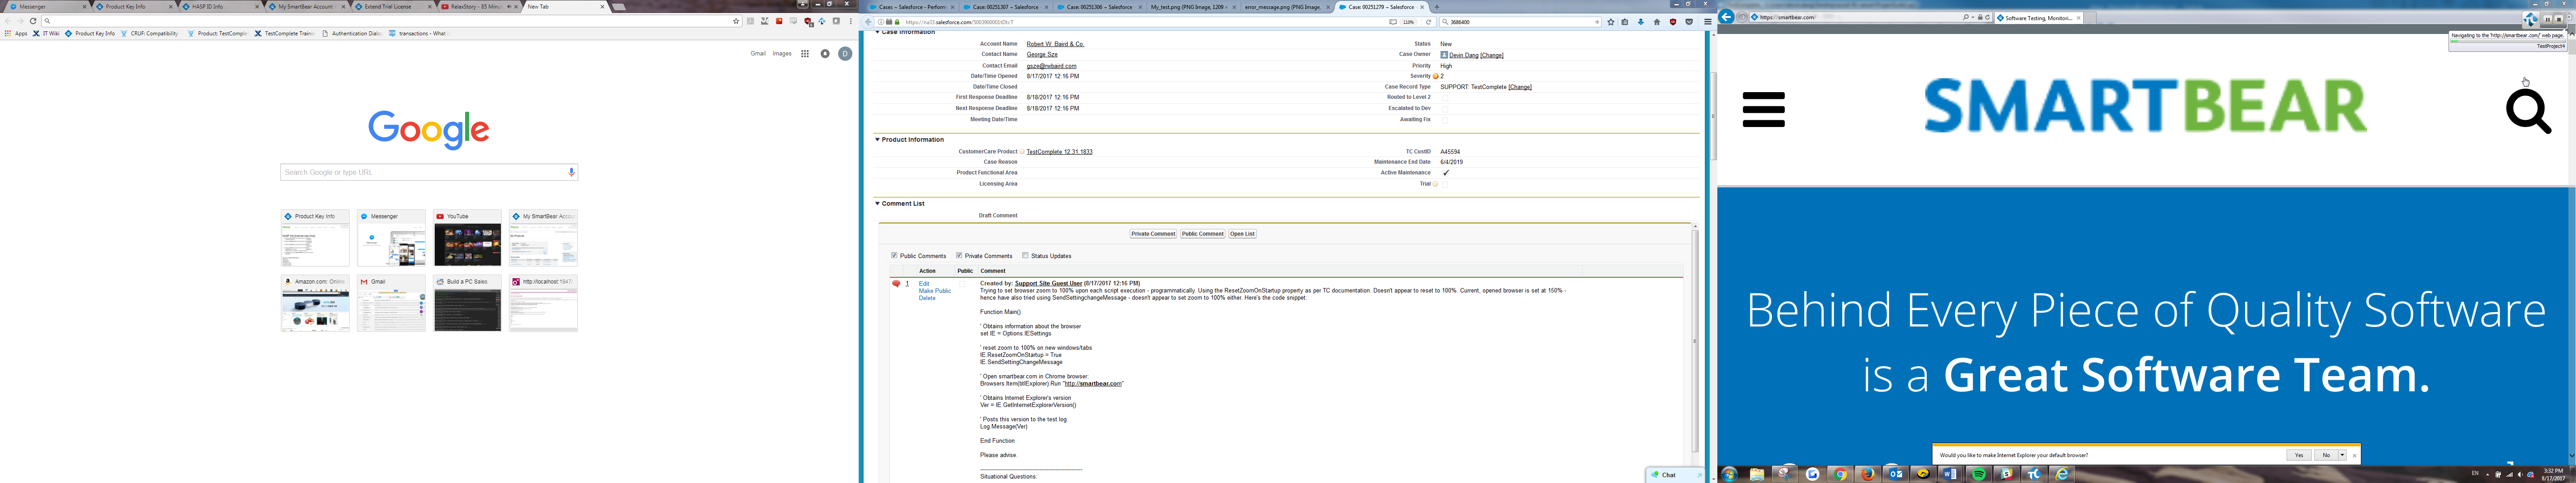 Messenger
Product Key Info
HASP ID Info
My SmartBear Account
Extend Trial License
RelaxStory - 85 Minut
New Tab
Apps
IT Wiki
Product Key Info
CRUF: Compatibility
Product: TestComple
TestComplete Trainin
Authentication Dialo
transactions - What
Gmail
Images
D
Google
Search Google or type URL
Product Key Info
Messenger
YouTube
My SmartBear Accou
Amazon.com: Online
Gmail
Build a PC Sales
http://localhost:1947/
Cases ~ Salesforce - Perform
Case: 00251307 ~ Salesforce
Case: 00251306 ~ Salesforce
My_test.png (PNG Image, 1209
error_message.png (PNG Image,
Case: 00251279 ~ Salesforce
110%
3686400
Case Information
Account Name Robert W. Baird & Co.
Status New
Contact Name George Sze
Case Owner Devin Dang [Change]
Contact Email gsze@rwbaird.com
Priority High
Date/Time Opened 8/17/2017 12:16 PM
Severity 2
Date/Time Closed
Case Record Type SUPPORT: TestComplete [Change]
First Response Deadline 8/18/2017 12:16 PM
Routed to Level 2
Next Response Deadline 8/18/2017 12:16 PM
Escalated to Dev
Meeting Date/Time
Awaiting Fix
Product Information
CustomerCare Product TestComplete 12.31.1833
TC CustID A45594
Case Reason
Maintenance End Date 6/4/2019
Product Functional Area
Active Maintenance
Licensing Area
Trial
Comment List
Draft Comment
Private Comment Public Comment Open List
Public Comments Private Comments Status Updates
Action Public Comment
1 Edit
Make Public
Delete
Created by: Support Site Guest User (8/17/2017 12:16 PM)
Trying to set browser zoom to 100% upon each script execution - programmatically. Using the ResetZoomOnStartup property as per TC documentation. Doesn't appear to reset to 100%. Current, opened browser is set at 150% -
hence have also tried using SendSettingchangeMessage - doesn't appear to set zoom to 100% either. Here's the code snippet:
Function Main()
' Obtains information about the browser
set IE = Options.IESettings
' reset zoom to 100% on new windows/tabs
IE.ResetZoomOnStartup = True
IE.SendSettingChangeMessage
' Open smartbear.com in Chrome browser:
Browsers.Item(btIExplorer).Run "http://smartbear.com"
' Obtains Internet Explorer's version
Ver = IE.GetInternetExplorerVersion()
' Posts this version to the test log
Log.Message(Ver)
End Function
Please advise.
Situational Questions:
Chat
https://smartbear.com/
Software Testing, Monitori...
Navigating to the 'http://smartbear.com/' web page.
TestProject4
SMARTBEAR
Behind Every Piece of Quality Software
is a Great Software Team.
Would you like to make Internet Explorer your default browser?
Yes
No
EN
3:32 PM
8/17/2017